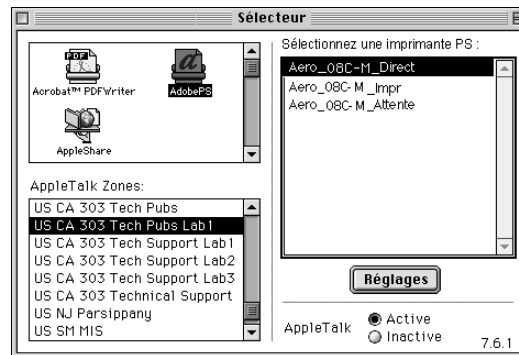 Sélecteur
Acrobat™ PDFWriter
AdobePS
AppleShare
AppleTalk Zones:
US CA 303 Tech Pubs
US CA 303 Tech Pubs Lab1
US CA 303 Tech Support Lab1
US CA 303 Tech Support Lab2
US CA 303 Tech Support Lab3
US CA 303 Technical Support
US NJ Parsippany
US SM MIS
Sélectionnez une imprimante PS :
Aero_08C-M_Direct
Aero_08C-M_Impr
Aero_08C-M_Attente
Réglages
AppleTalk
Active
Inactive
7.6.1